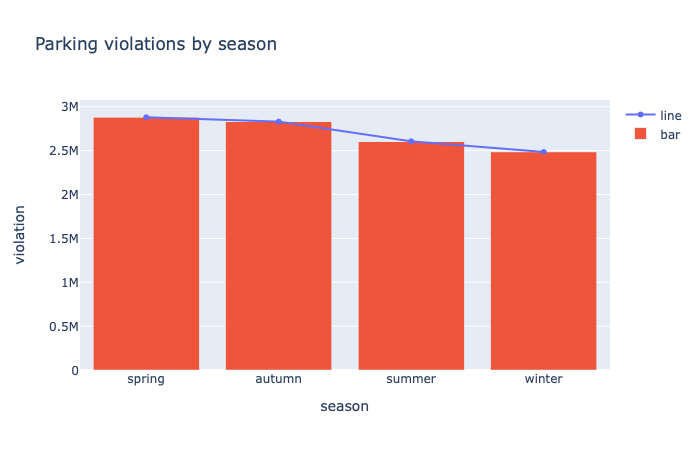 Parking violations by season
3M
2.5M
2M
1.5M
1M
0.5M
0
violation
spring
autumn
summer
winter
season
line
bar